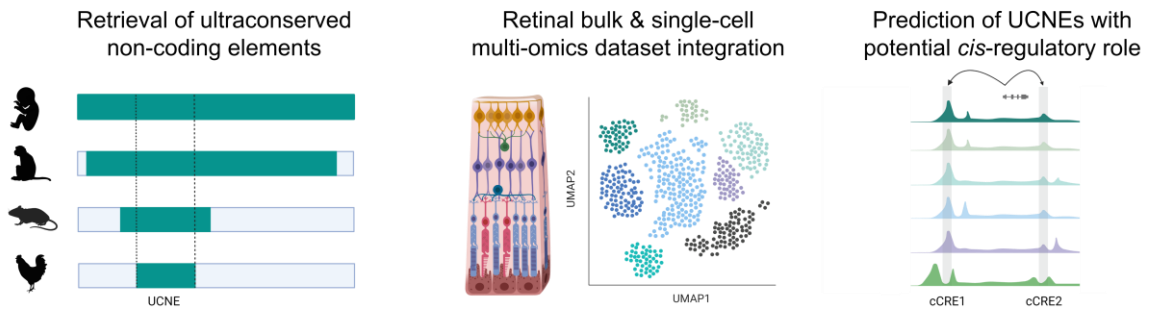 Retrieval of ultraconserved
non-coding elements
Retinal bulk & single-cell
multi-omics dataset integration
Prediction of UCNEs with
potential cis-regulatory role
UCNE
UMAP2
UMAP1
cCRE1
cCRE2